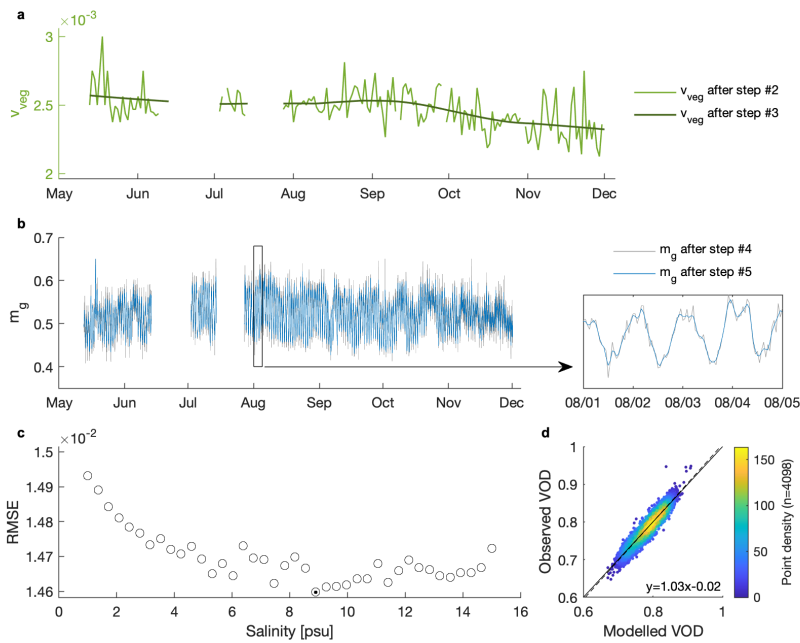 a
×10⁻³
3
2.5
2
v_veg
May Jun Jul Aug Sep Oct Nov Dec
v_veg after step #2
v_veg after step #3
b
0.7
0.6
0.5
0.4
m_g
May Jun Jul Aug Sep Oct Nov Dec
m_g after step #4
m_g after step #5
08/01 08/02 08/03 08/04 08/05
c
×10⁻²
1.5
1.49
1.48
1.47
1.46
RMSE
0 2 4 6 8 10 12 14 16
Salinity [psu]
d
1
0.9
0.8
0.7
0.6
Observed VOD
y=1.03x-0.02
0.6 0.8 1
Modelled VOD
150
100
50
0
Point density (n=4098)